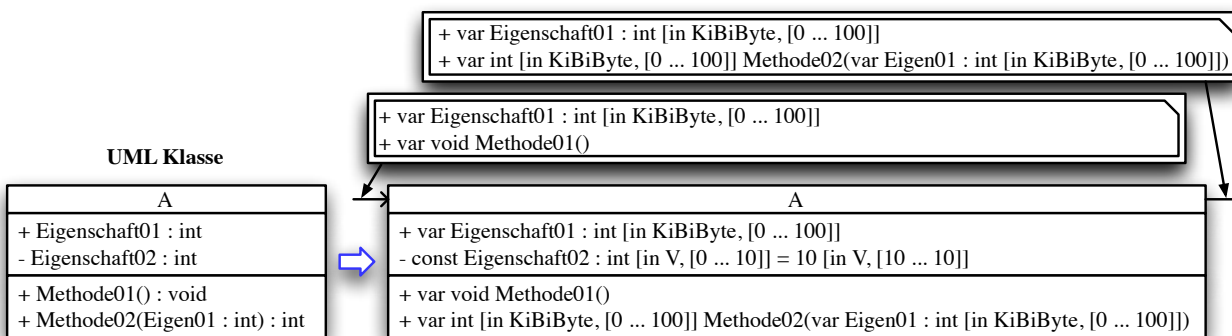 + var Eigenschaft01 : int [in KiBiByte, [0 ... 100]]
+ var int [in KiBiByte, [0 ... 100]] Methode02(var Eigen01 : int [in KiBiByte, [0 ... 100]])
+ var Eigenschaft01 : int [in KiBiByte, [0 ... 100]]
+ var void Methode01()
UML Klasse
A
+ Eigenschaft01 : int
- Eigenschaft02 : int
+ Methode01() : void
+ Methode02(Eigen01 : int) : int
A
+ var Eigenschaft01 : int [in KiBiByte, [0 ... 100]]
- const Eigenschaft02 : int [in V, [0 ... 10]] = 10 [in V, [10 ... 10]]
+ var void Methode01()
+ var int [in KiBiByte, [0 ... 100]] Methode02(var Eigen01 : int [in KiBiByte, [0 ... 100]])